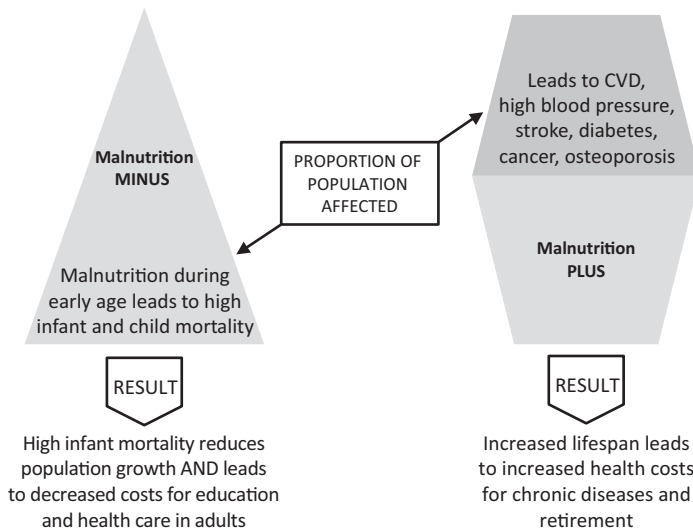 Malnutrition
MINUS
Malnutrition during
early age leads to high
infant and child mortality
RESULT
High infant mortality reduces
population growth AND leads
to decreased costs for education
and health care in adults
PROPORTION OF
POPULATION
AFFECTED
Leads to CVD,
high blood pressure,
stroke, diabetes,
cancer, osteoporosis
Malnutrition
PLUS
RESULT
Increased lifespan leads
to increased health costs
for chronic diseases and
retirement